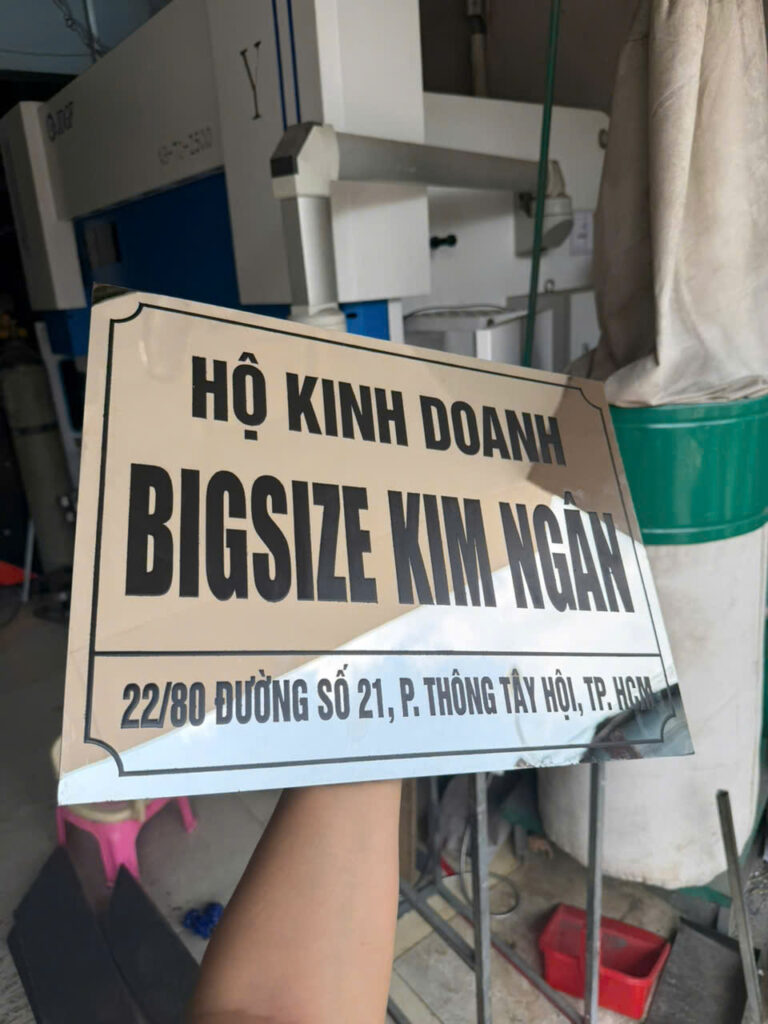 Y
HỘ KINH DOANH
BIGSIZE KIM NGÂN
22/80 ĐƯỜNG SỐ 21, P. THÔNG TÂY HỘI, TP. HCM